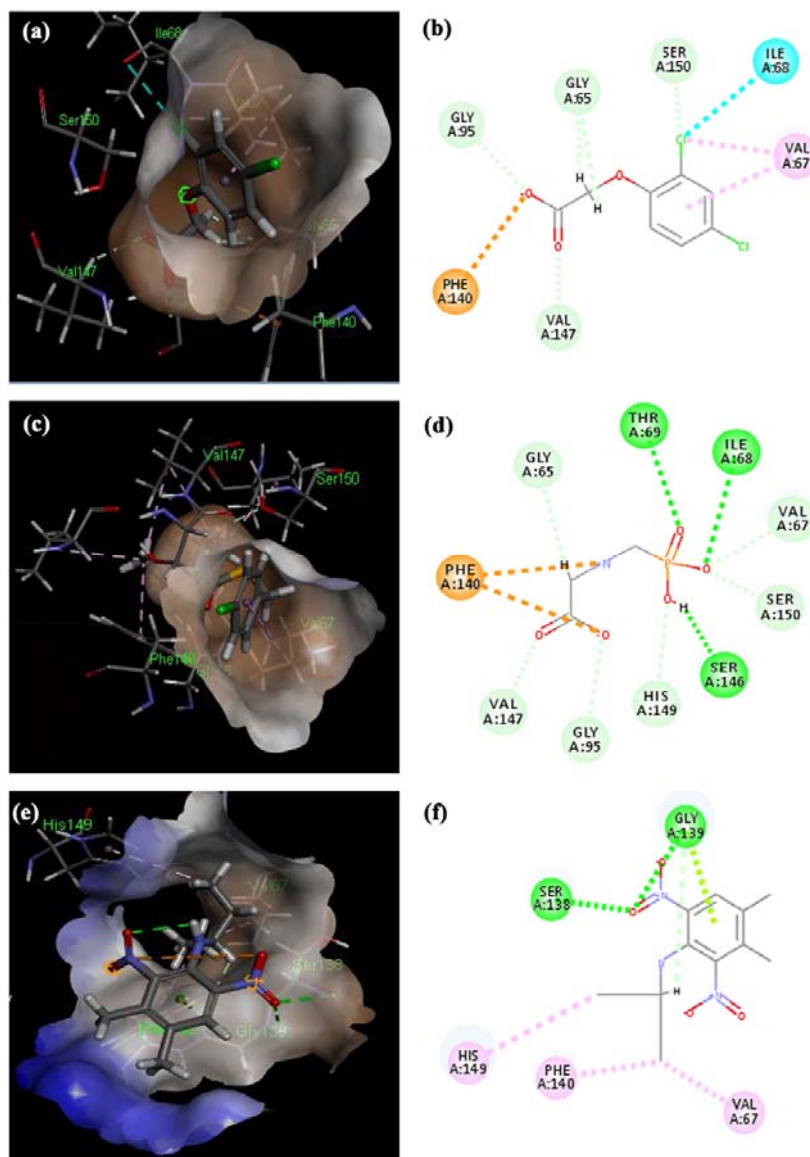 (a)
Ile68
Ser150
Val147
Phe140
(b)
SER
A:150
ILE
A:68
GLY
A:65
GLY
A:95
VAL
A:67
Cl
O
H
O
H
O
Cl
PHE
A:140
VAL
A:147
(c)
Val147
Ser150
Val67
Phe140
(d)
THR
A:69
ILE
A:68
GLY
A:65
VAL
A:67
O
PHE
A:140
H
N
P
O
O
H
SER
A:150
O
O
SER
A:146
VAL
A:147
HIS
A:149
GLY
A:95
(e)
His149
Val67
Ser138
Gly139
(f)
GLY
A:139
SER
A:138
O
N⁺
O
N
H
N⁺
O
O
HIS
A:149
PHE
A:140
VAL
A:67